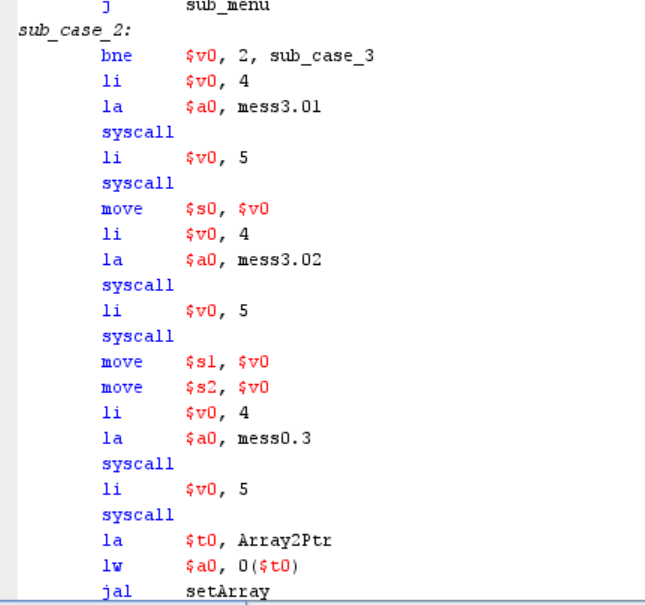 j sub_menu
sub_case_2:
bne $v0, 2, sub_case_3
li $v0, 4
la $a0, mess3.01
syscall
li $v0, 5
syscall
move $s0, $v0
li $v0, 4
la $a0, mess3.02
syscall
li $v0, 5
syscall
move $s1, $v0
move $s2, $v0
li $v0, 4
la $a0, mess0.3
syscall
li $v0, 5
syscall
la $t0, Array2Ptr
lw $a0, 0($t0)
jal setArray